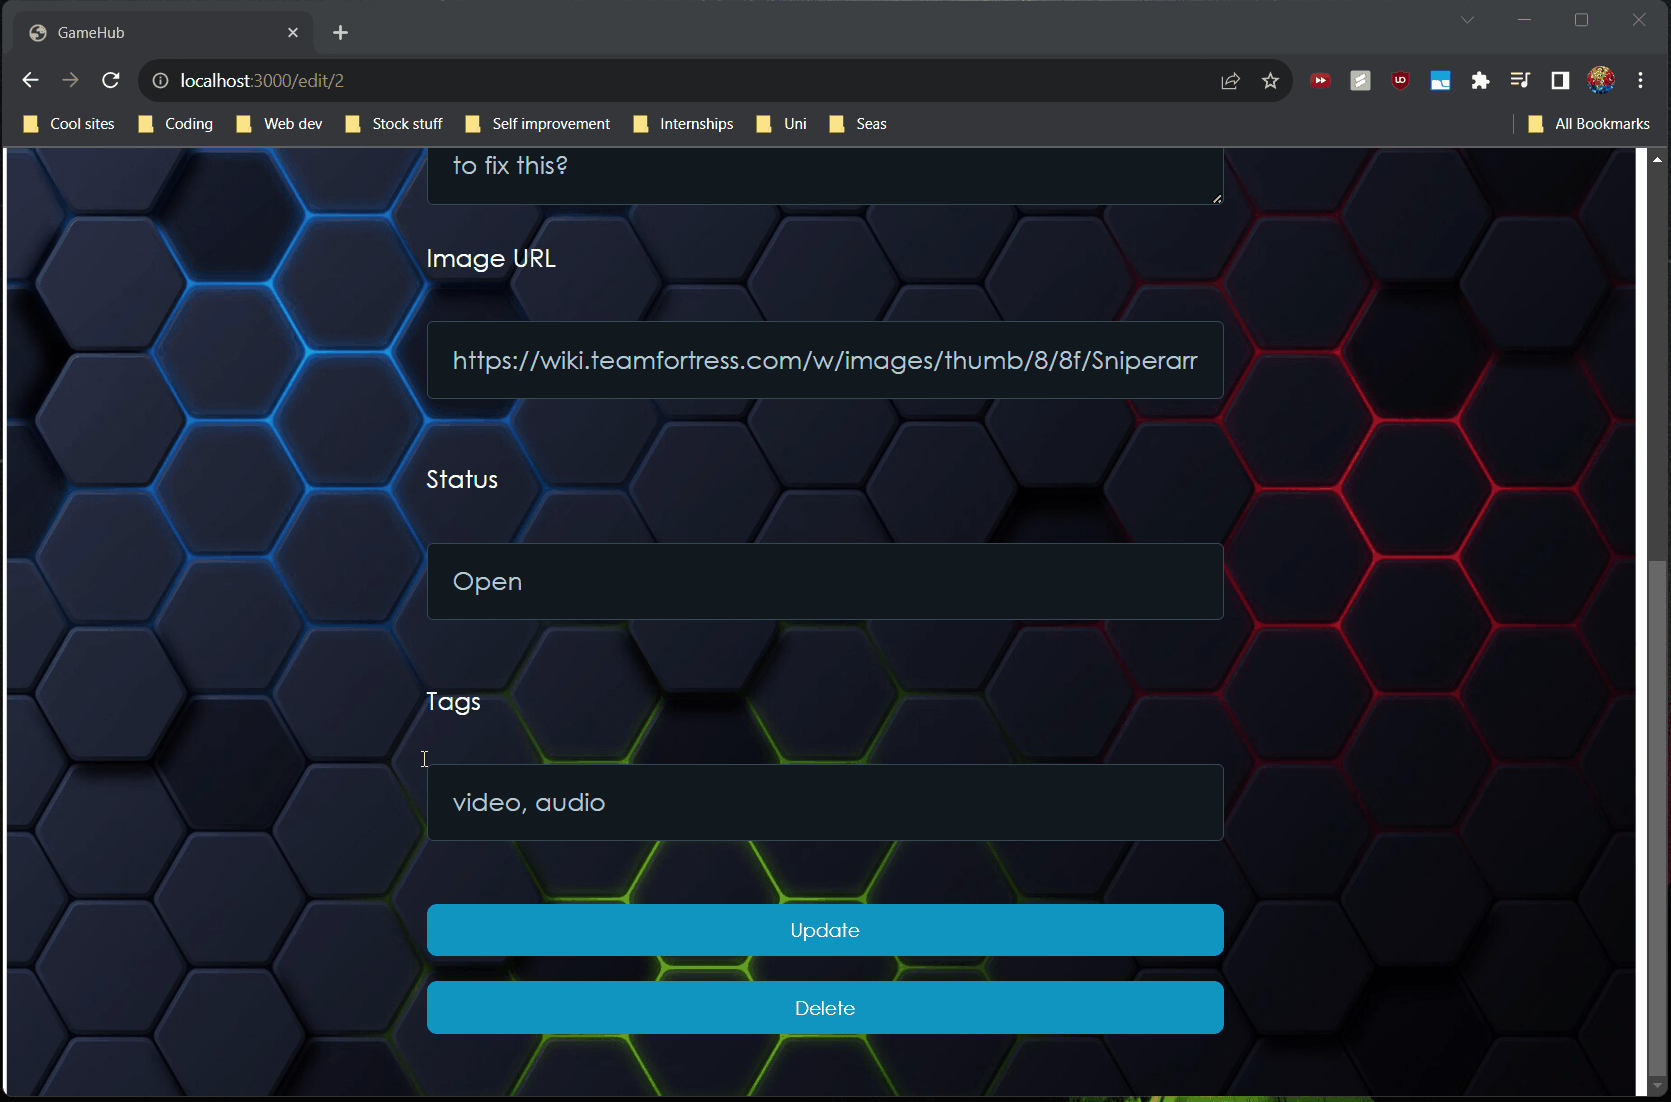 GameHub
localhost:3000/edit/2
Cool sites Coding Web dev Stock stuff Self improvement Internships Uni Seas All Bookmarks
to fix this?
Image URL
https://wiki.teamfortress.com/w/images/thumb/8/8f/Sniperarr
Status
Open
Tags
video, audio
Update
Delete